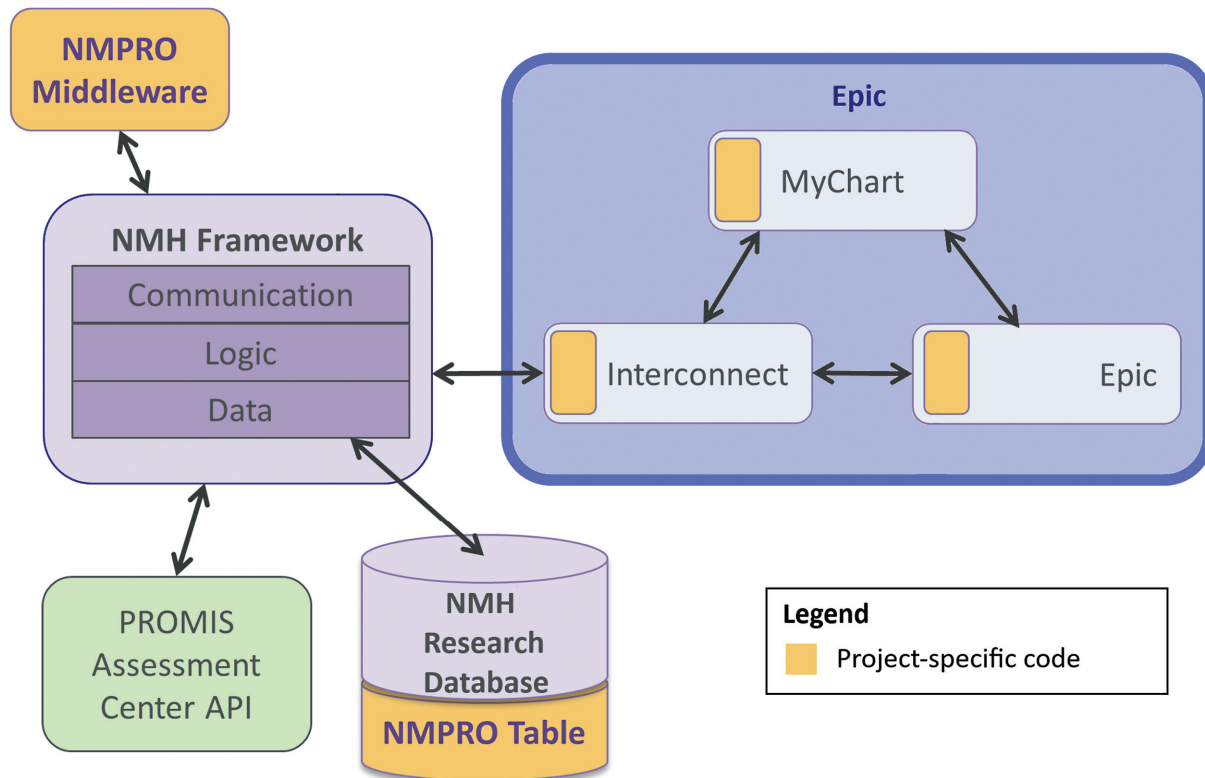 NMPRO
Middleware
Epic
MyChart
NMH Framework
Communication
Logic
Data
Interconnect
Epic
PROMIS
Assessment
Center API
NMH
Research
Database
NMPRO Table
Legend
Project-specific code